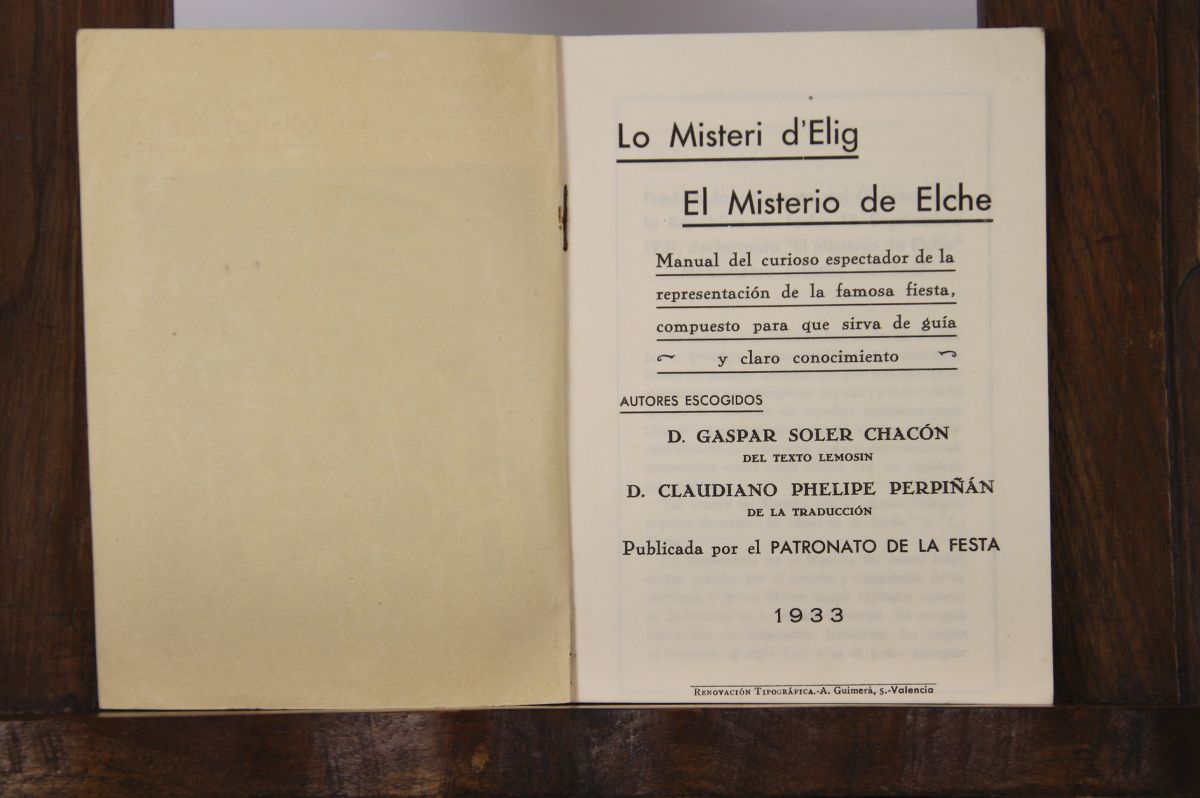 Lo Misteri d'Elig
El Misterio de Elche
Manual del curioso espectador de la
representación de la famosa fiesta,
compuesto para que sirva de guía
y claro conocimiento
AUTORES ESCOGIDOS
D. GASPAR SOLER CHACÓN
DEL TEXTO LEMOSIN
D. CLAUDIANO PHELIPE PERPIÑÁN
DE LA TRADUCCIÓN
Publicada por el PATRONATO DE LA FESTA
1933
RENOVACIÓN TIPOGRÁFICA.-A. Guimerá, 5.-Valencia